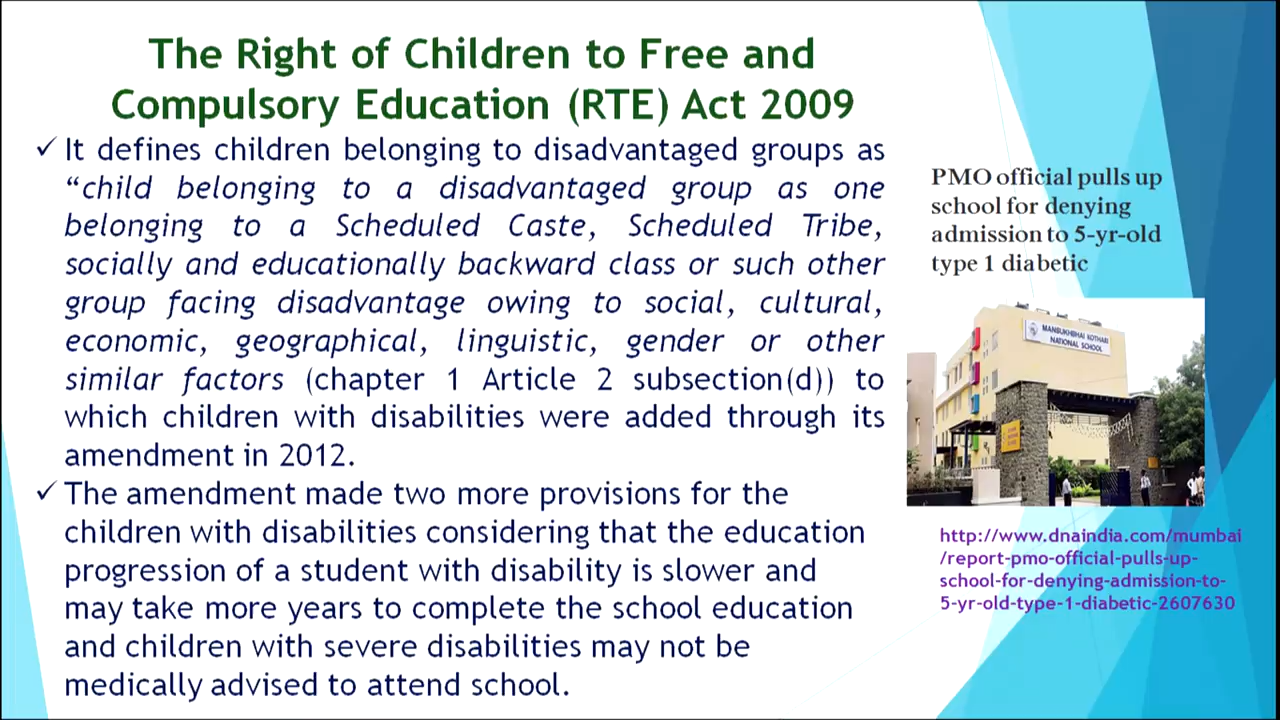 The Right of Children to Free and
Compulsory Education (RTE) Act 2009
✓ It defines children belonging to disadvantaged groups as
“child belonging to a disadvantaged group as one
belonging to a Scheduled Caste, Scheduled Tribe,
socially and educationally backward class or such other
group facing disadvantage owing to social, cultural,
economic, geographical, linguistic, gender or other
similar factors (chapter 1 Article 2 subsection(d)) to
which children with disabilities were added through its
amendment in 2012.
✓ The amendment made two more provisions for the
children with disabilities considering that the education
progression of a student with disability is slower and
may take more years to complete the school education
and children with severe disabilities may not be
medically advised to attend school.
PMO official pulls up
school for denying
admission to 5-yr-old
type 1 diabetic
MANSUKHBHAI KOTHARI
NATIONAL SCHOOL
http://www.dnaindia.com/mumbai
/report-pmo-official-pulls-up-
school-for-denying-admission-to-
5-yr-old-type-1-diabetic-2607630